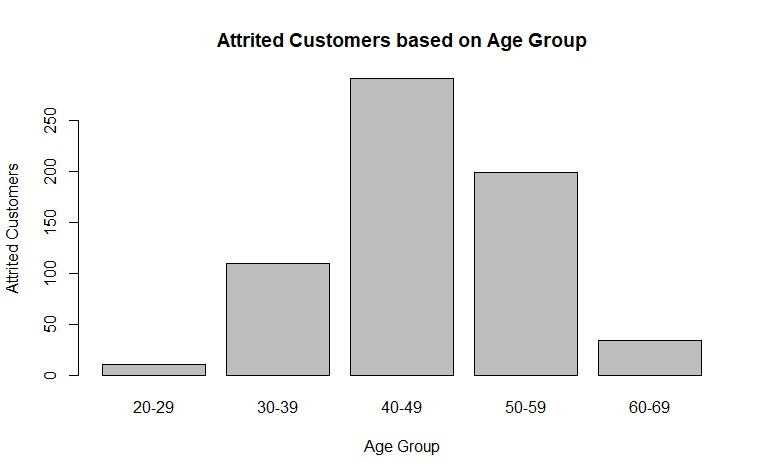 Attrited Customers based on Age Group
Attrited Customers
250
200
150
100
50
0
20-29 30-39 40-49 50-59 60-69
Age Group